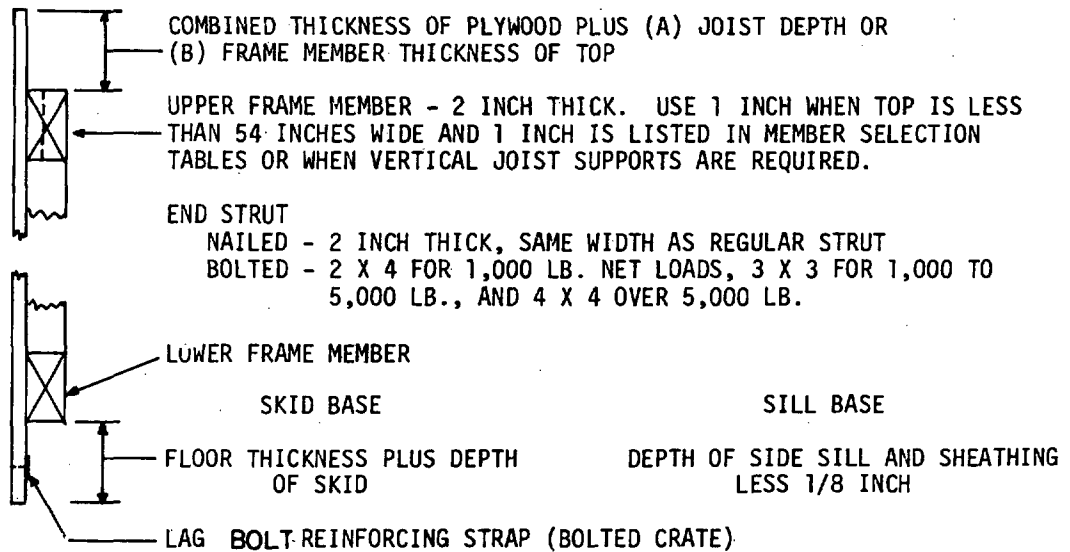 COMBINED THICKNESS OF PLYWOOD PLUS (A) JOIST DEPTH OR
(B) FRAME MEMBER THICKNESS OF TOP
UPPER FRAME MEMBER - 2 INCH THICK. USE 1 INCH WHEN TOP IS LESS
THAN 54 INCHES WIDE AND 1 INCH IS LISTED IN MEMBER SELECTION
TABLES OR WHEN VERTICAL JOIST SUPPORTS ARE REQUIRED.
END STRUT
NAILED - 2 INCH THICK, SAME WIDTH AS REGULAR STRUT
BOLTED - 2 X 4 FOR 1,000 LB. NET LOADS, 3 X 3 FOR 1,000 TO
5,000 LB., AND 4 X 4 OVER 5,000 LB.
LOWER FRAME MEMBER
SKID BASE
SILL BASE
FLOOR THICKNESS PLUS DEPTH
OF SKID
DEPTH OF SIDE SILL AND SHEATHING
LESS 1/8 INCH
LAG BOLT REINFORCING STRAP (BOLTED CRATE)